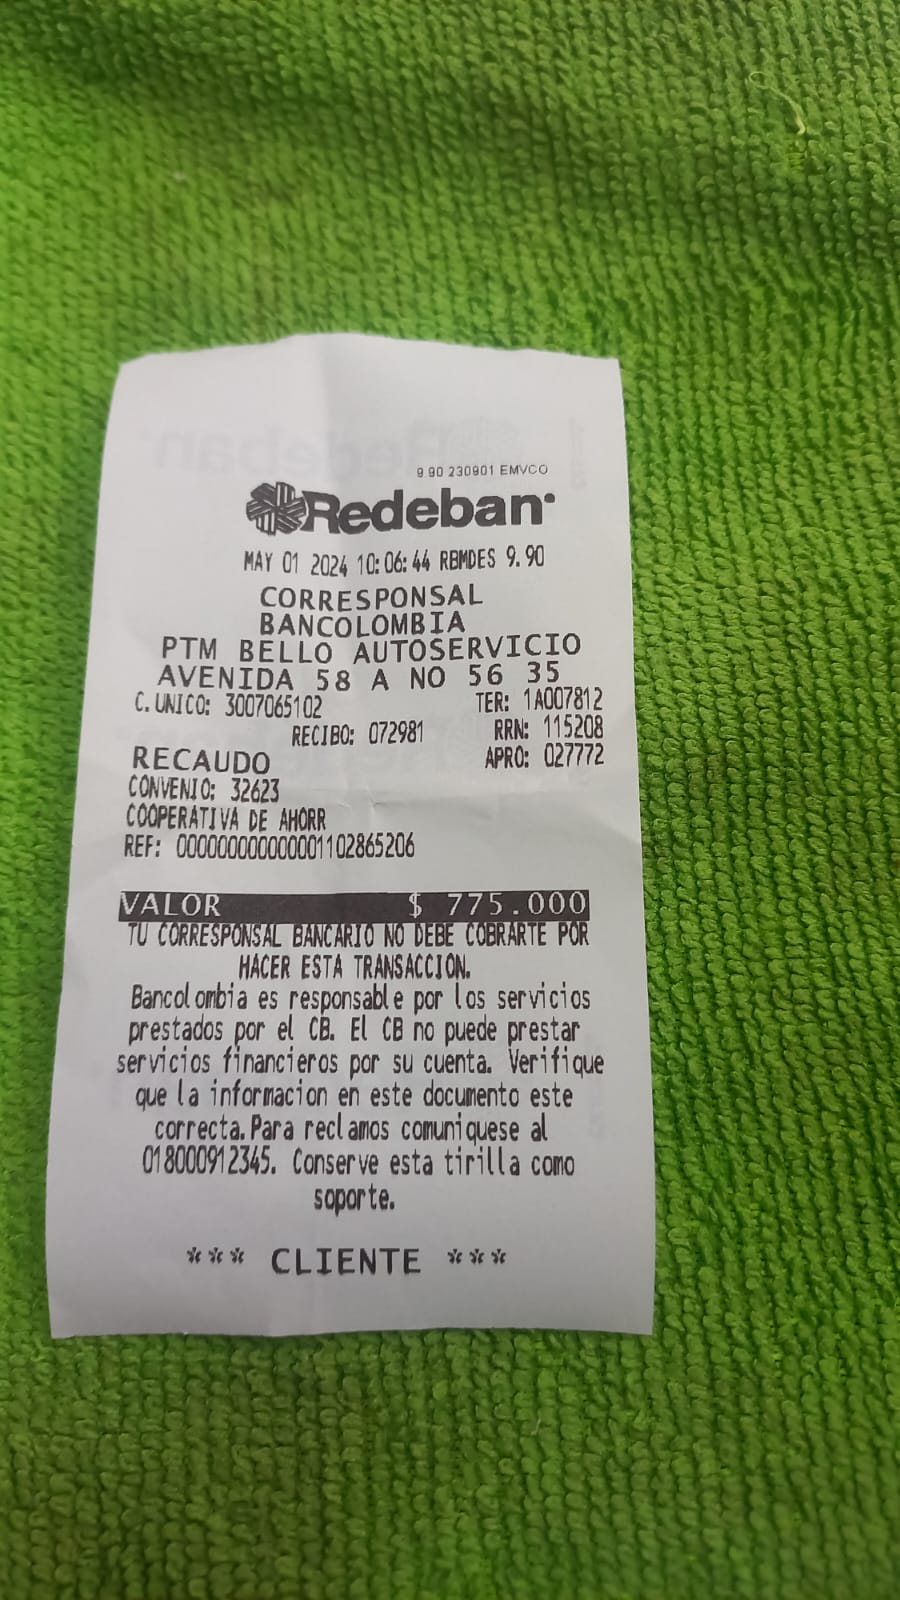 9 90 230901 EMVCO
Redeban
MAY 01 2024 10:06:44 RBMDES 9.90
CORRESPONSAL
BANCOLOMBIA
PTM BELLO AUTOSERVICIO
AVENIDA 58 A NO 56 35
C. UNICO: 3007065102 TER: 1A007812
RECIBO: 072981 RRN: 115208
RECAUDO APRO: 027772
CONVENIO: 32623
COOPERATIVA DE AHORR
REF: 00000000000001102865206
VALOR $ 775.000
TU CORRESPONSAL BANCARIO NO DEBE COBRARTE POR
HACER ESTA TRANSACCION.
Bancolombia es responsable por los servicios
prestados por el CB. El CB no puede prestar
servicios financieros por su cuenta. Verifique
que la informacion en este documento este
correcta. Para reclamos comuniquese al
018000912345. Conserve esta tirilla como
soporte.
*** CLIENTE ***